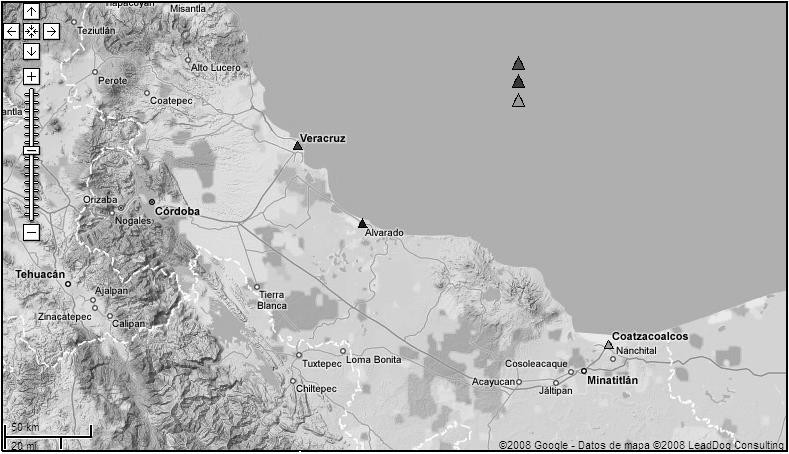 Tlapacoyan
Misantla
Teziutlán
Alto Lucero
Perote
Coatepec
antla
Veracruz
Orizaba
Córdoba
Nogales
Alvarado
Tehuacán
Ajalpan
Zinacatepec
Calipan
Tierra
Blanca
Coatzacoalcos
Nanchital
Tuxtepec
Loma Bonita
Cosoleacaque
Acayucan
Minatitlán
Jáltipan
Chiltepec
50 km
20 mi
©2008 Google - Datos de mapa ©2008 LeadDog Consulting